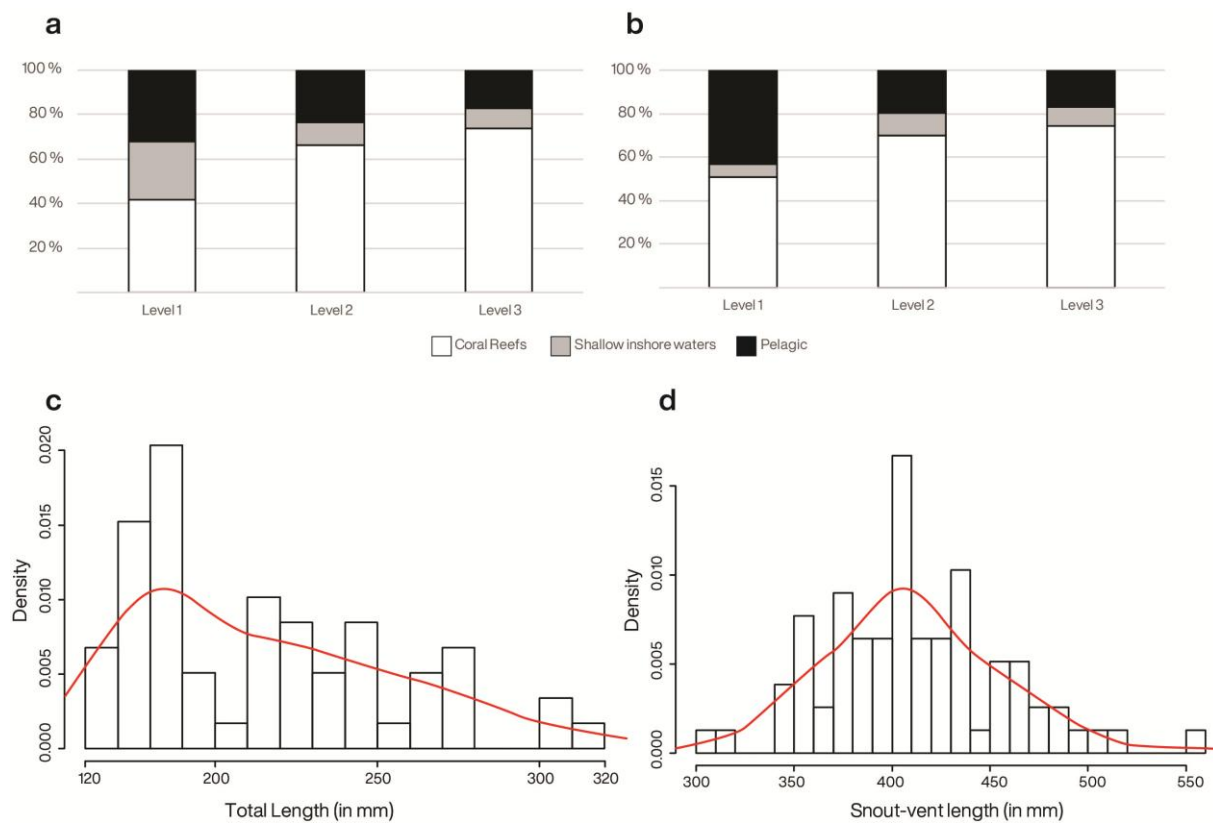 a
100 %
80 %
60 %
40 %
20 %
Level 1
Level 2
Level 3
b
100 %
80 %
60 %
40 %
20 %
Level 1
Level 2
Level 3
Coral Reefs
Shallow inshore waters
Pelagic
c
Density
0.020
0.015
0.010
0.005
0.000
120
200
250
300
320
Total Length (in mm)
d
Density
0.015
0.010
0.005
0.000
300
350
400
450
500
550
Snout-vent length (in mm)